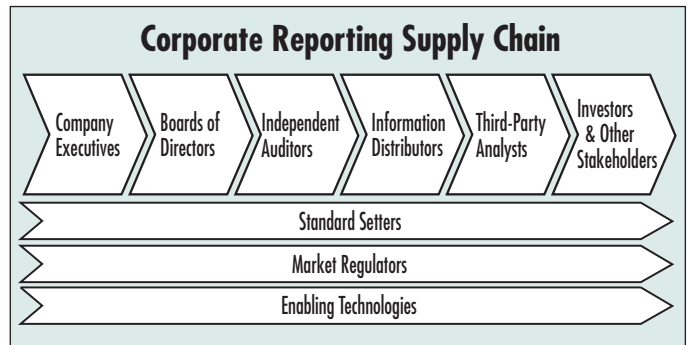 Corporate Reporting Supply Chain
Company
Executives
Boards of
Directors
Independent
Auditors
Information
Distributors
Third-Party
Analysts
Investors
& Other
Stakeholders
Standard Setters
Market Regulators
Enabling Technologies